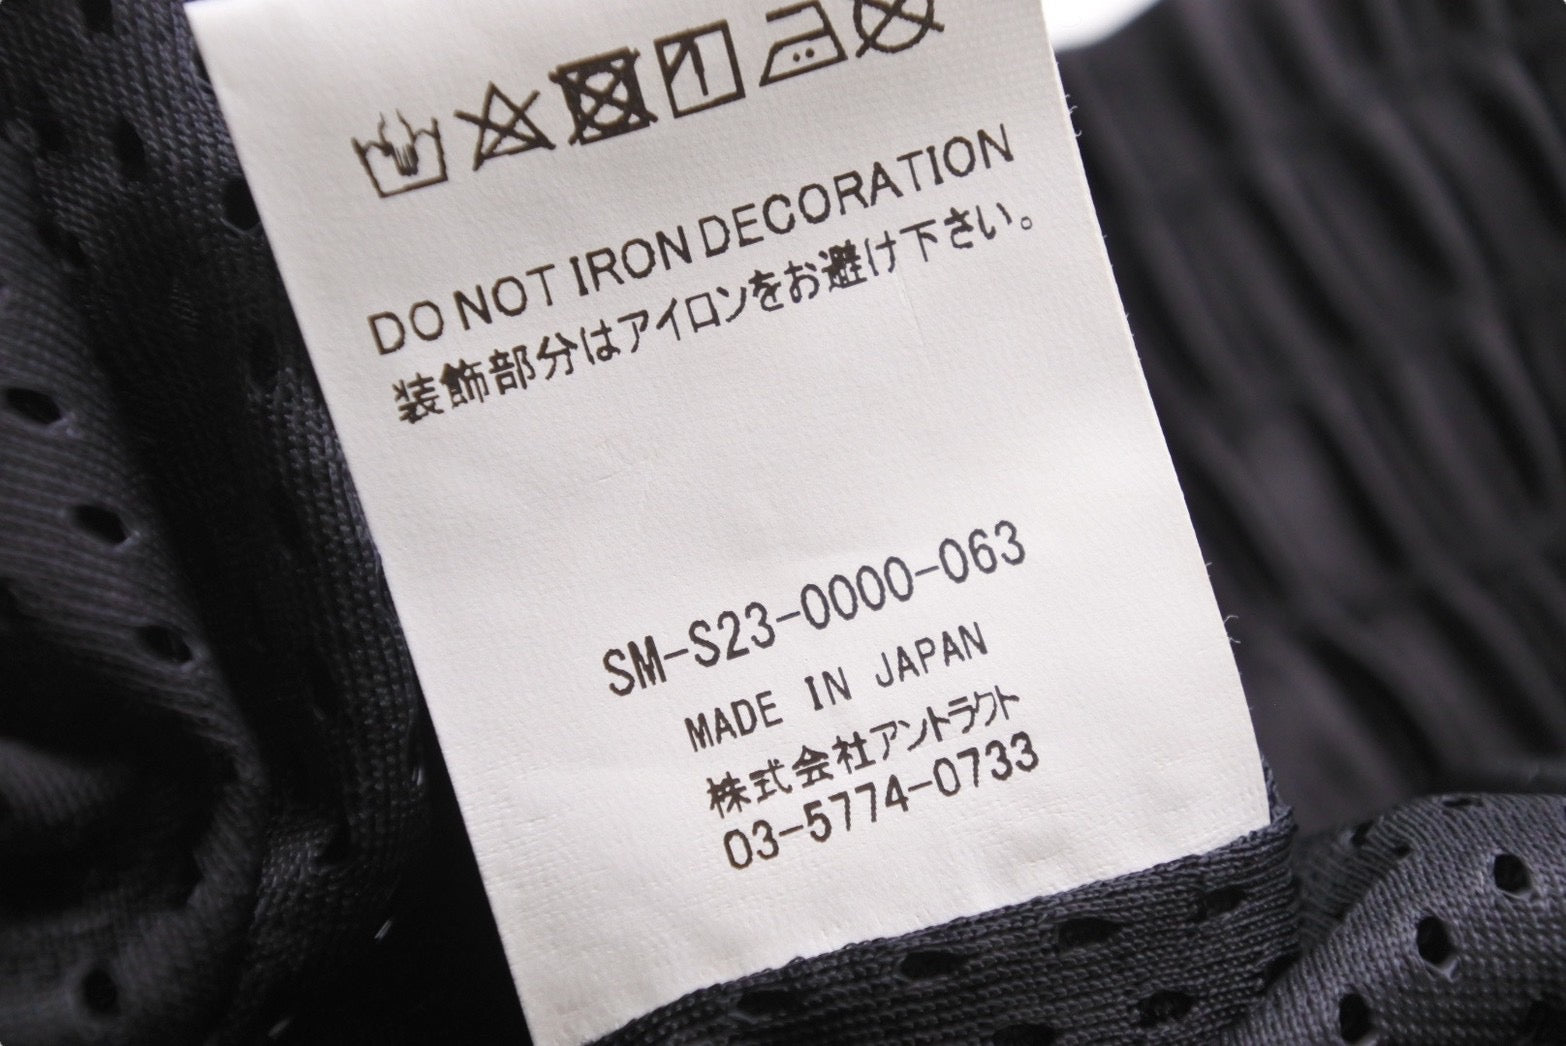 DO NOT IRON DECORATION
装飾部分はアイロンをお避け下さい。
SM-S23-0000-063
MADE IN JAPAN
株式会社アントラクト
03-5774-0733